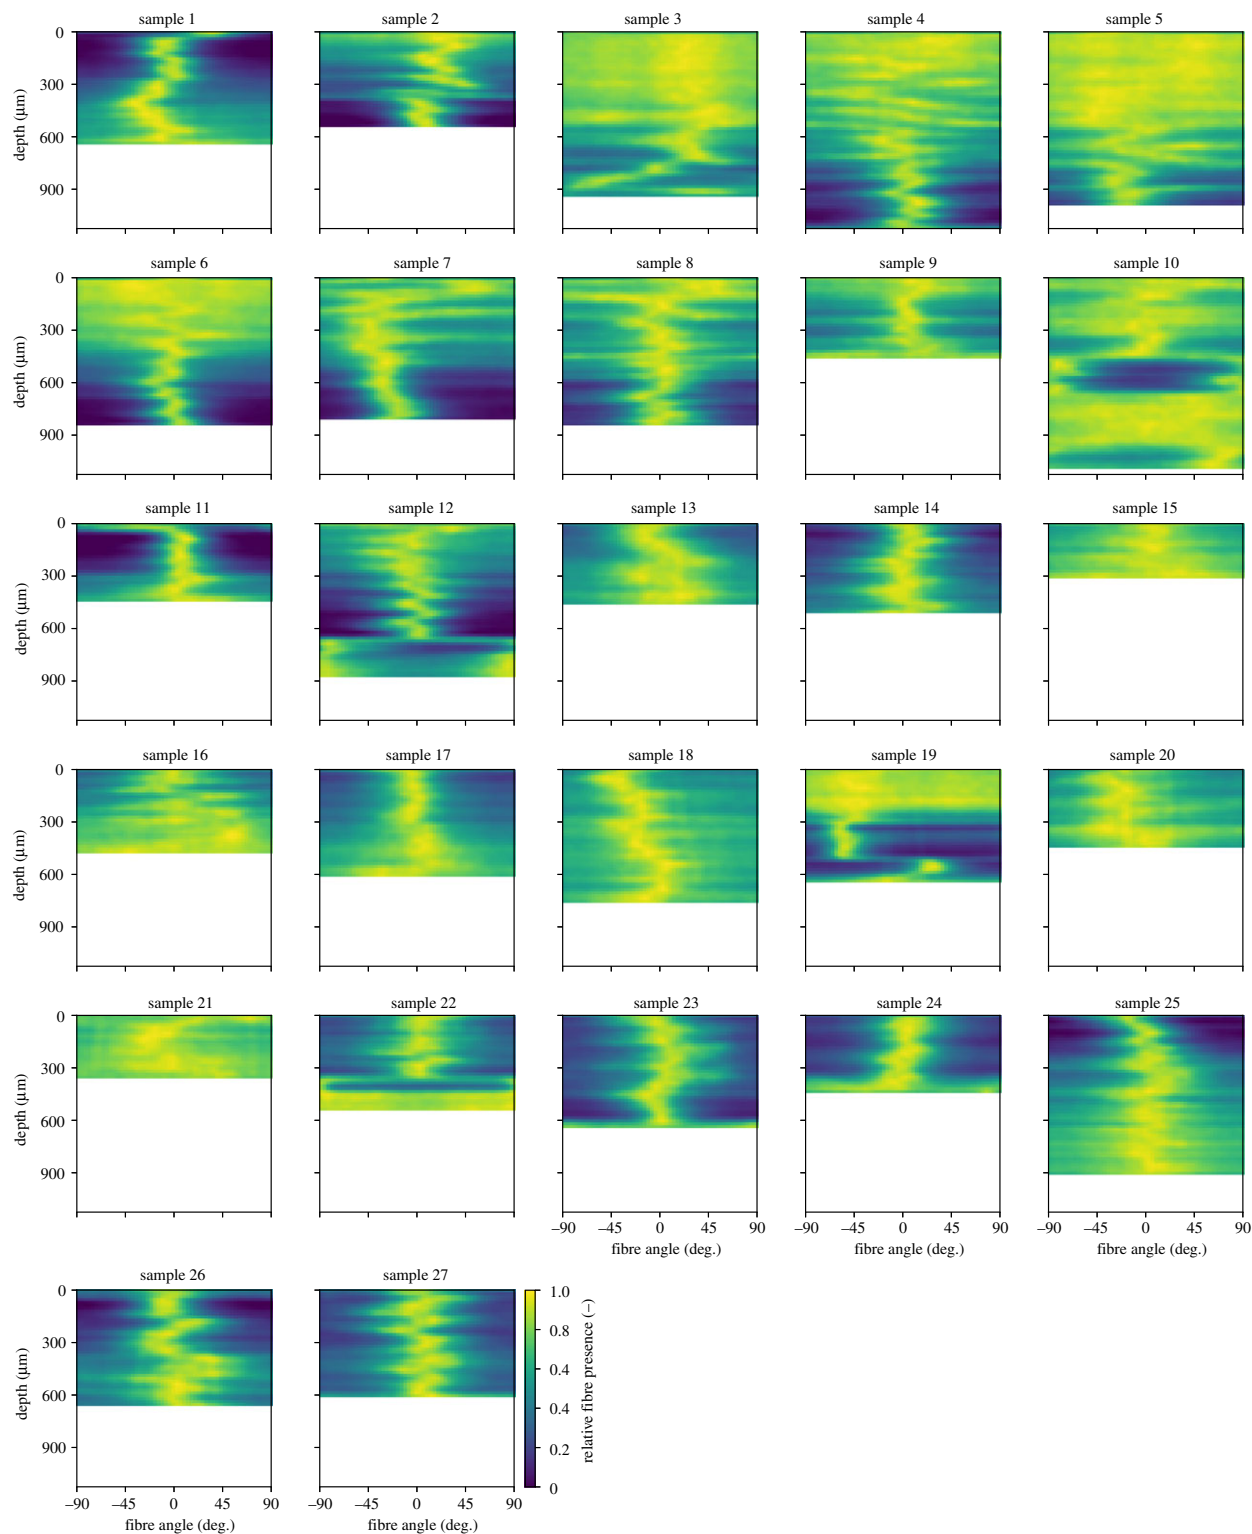 sample 1
sample 2
sample 3
sample 4
sample 5
0
300
600
900
depth (µm)
sample 6
sample 7
sample 8
sample 9
sample 10
0
300
600
900
depth (µm)
sample 11
sample 12
sample 13
sample 14
sample 15
0
300
600
900
depth (µm)
sample 16
sample 17
sample 18
sample 19
sample 20
0
300
600
900
depth (µm)
sample 21
sample 22
sample 23
sample 24
sample 25
0
300
600
900
depth (µm)
–90 –45 0 45 90
–90 –45 0 45 90
–90 –45 0 45 90
fibre angle (deg.)
fibre angle (deg.)
fibre angle (deg.)
sample 26
sample 27
0
300
600
900
depth (µm)
–90 –45 0 45 90
–90 –45 0 45 90
fibre angle (deg.)
fibre angle (deg.)
1.0
0.8
0.4
0.4
0.2
0
relative fibre presence (–)